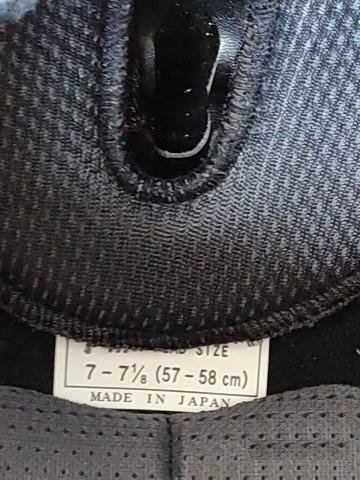 HEAD SIZE
7 - 7⅛ (57 - 58 cm)
MADE IN JAPAN